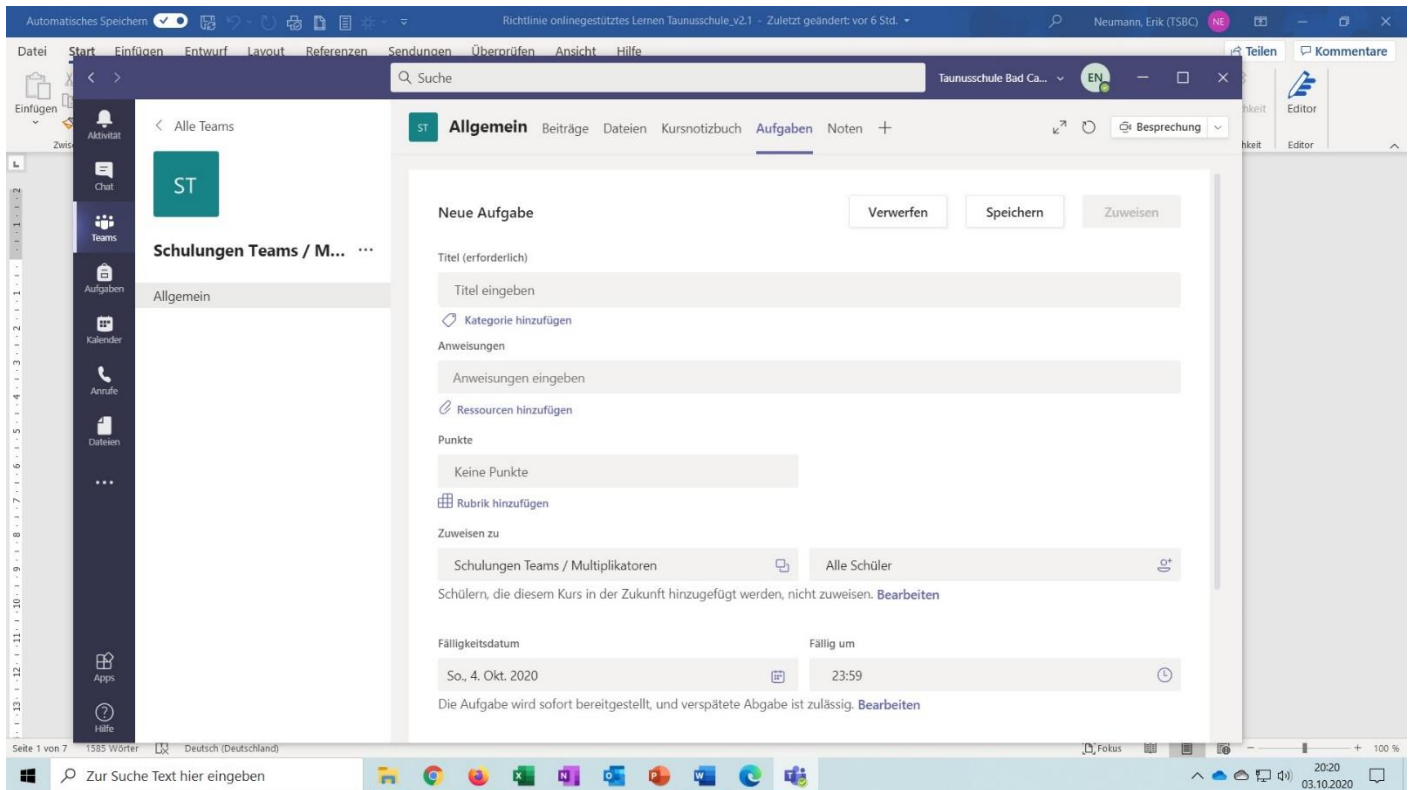 Automatisches Speichern
Richtlinie onlinegestütztes Lernen Taunusschule_v2.1 - Zuletzt geändert: vor 6 Std.
Neumann, Erik (TSBC) NE
Datei Start Einfügen Entwurf Layout Referenzen Sendungen Überprüfen Ansicht Hilfe Teilen Kommentare
Suche
Taunusschule Bad Ca...
EN
Einfügen
Editor
Zwis
hkeit
hkeit
Editor
Aktivität
Chat
Teams
Aufgaben
Kalender
Anrufe
Dateien
Apps
Hilfe
Alle Teams
ST
Schulungen Teams / M... ...
Allgemein
ST Allgemein Beiträge Dateien Kursnotizbuch Aufgaben Noten +
Besprechung
Neue Aufgabe
Verwerfen Speichern Zuweisen
Titel (erforderlich)
Titel eingeben
Kategorie hinzufügen
Anweisungen
Anweisungen eingeben
Ressourcen hinzufügen
Punkte
Keine Punkte
Rubrik hinzufügen
Zuweisen zu
Schulungen Teams / Multiplikatoren Alle Schüler
Schülern, die diesem Kurs in der Zukunft hinzugefügt werden, nicht zuweisen. Bearbeiten
Fälligkeitsdatum Fällig um
So., 4. Okt. 2020 23:59
Die Aufgabe wird sofort bereitgestellt, und verspätete Abgabe ist zulässig. Bearbeiten
Seite 1 von 7 1585 Wörter Deutsch (Deutschland) Fokus 100 %
Zur Suche Text hier eingeben
20:20
03.10.2020